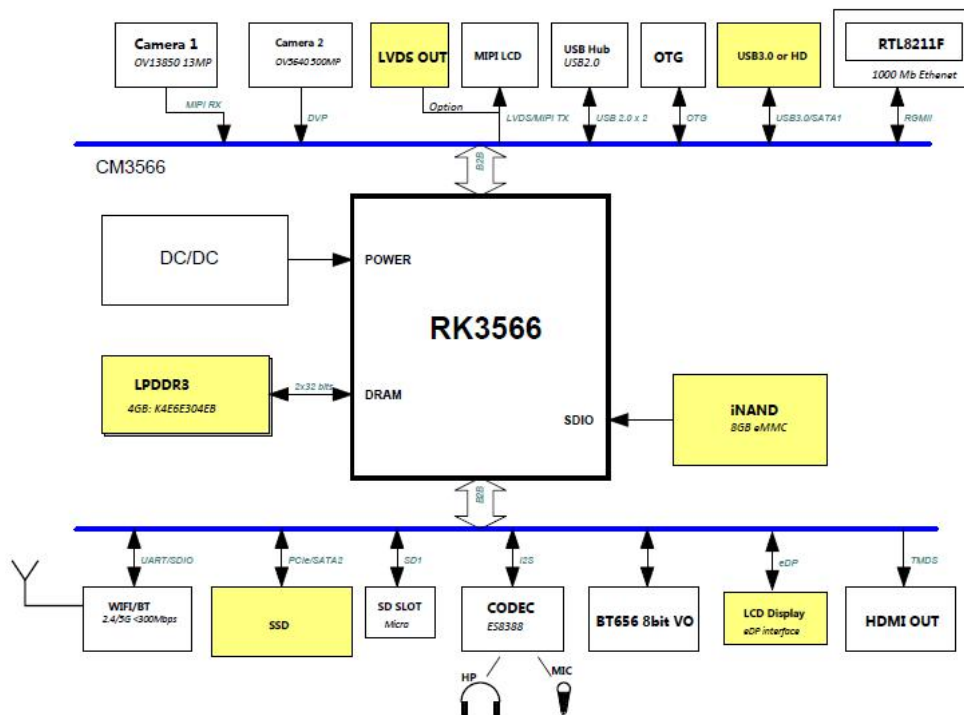 Camera 1
OV13850 13MP
Camera 2
OV5640 500MP
LVDS OUT
MIPI LCD
USB Hub
USB2.0
OTG
USB3.0 or HD
RTL8211F
1000 Mb Ethenet
MIPI RX
DVP
Option
LVDS/MIPI TX
USB 2.0 x 2
OTG
USB3.0/SATA1
RGMII
CM3566
B2B
DC/DC
POWER
RK3566
LPDDR3
4GB: K4E6E304EB
2x32 bits
DRAM
SDIO
iNAND
8GB eMMC
B2B
UART/SDIO
PCIe/SATA2
SD1
I2S
eDP
TMDS
WIFI/BT
2.4/5G <300Mbps
SSD
SD SLOT
Micro
CODEC
ES8388
BT656 8bit VO
LCD Display
eDP interface
HDMI OUT
HP
MIC